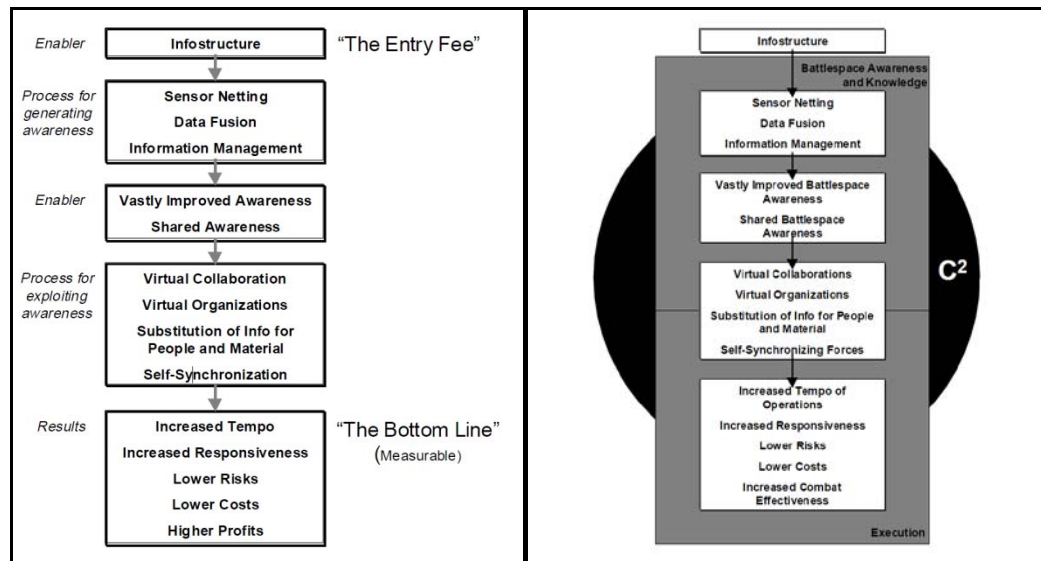 Enabler
Infostructure
“The Entry Fee”
Process for
generating
awareness
Sensor Netting
Data Fusion
Information Management
Enabler
Vastly Improved Awareness
Shared Awareness
Process for
exploiting
awareness
Virtual Collaboration
Virtual Organizations
Substitution of Info for
People and Material
Self-Synchronization
Results
Increased Tempo
Increased Responsiveness
Lower Risks
Lower Costs
Higher Profits
“The Bottom Line”
(Measurable)
Infostructure
Battlespace Awareness
and Knowledge
Sensor Netting
Data Fusion
Information Management
Vastly Improved Battlespace
Awareness
Shared Battlespace
Awareness
Virtual Collaborations
Virtual Organizations
Substitution of Info for People
and Material
Self-Synchronizing Forces
C²
Increased Tempo of
Operations
Increased Responsiveness
Lower Risks
Lower Costs
Increased Combat
Effectiveness
Execution